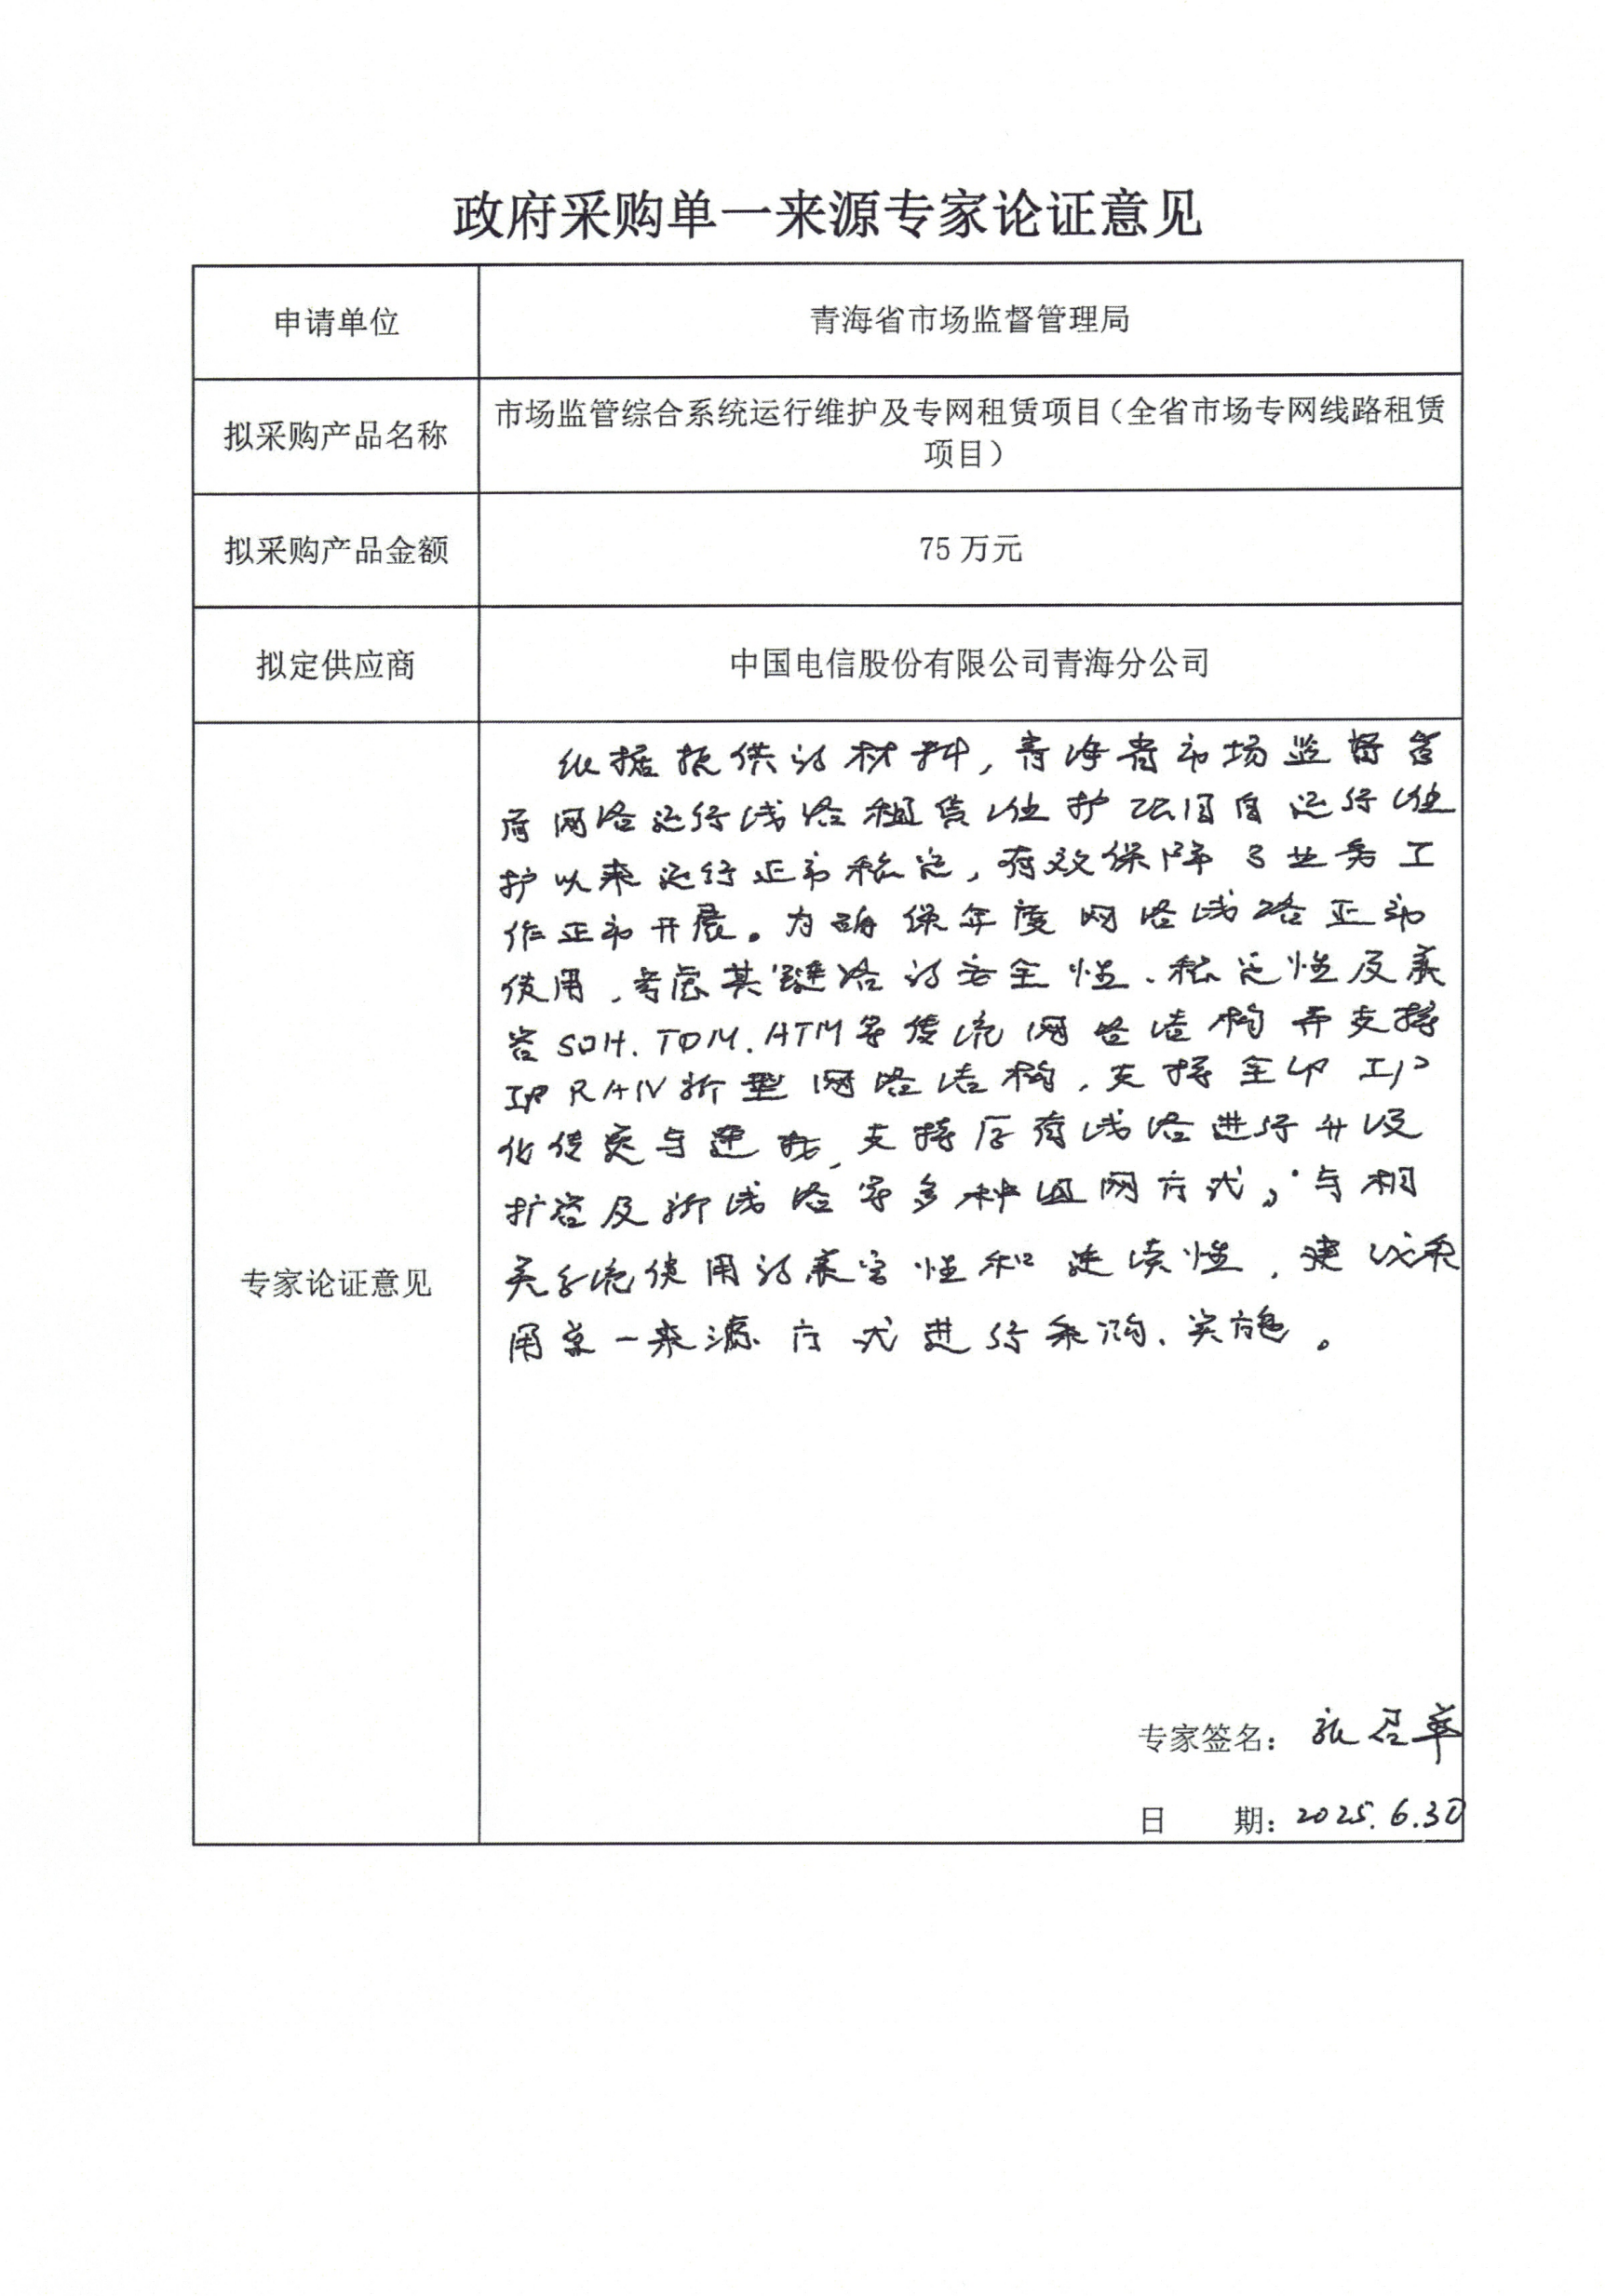 政府采购单一来源专家论证意见
申请单位
青海省市场监督管理局
拟采购产品名称
市场监管综合系统运行维护及专网租赁项目（全省市场专网线路租赁
项目）
拟采购产品金额
75 万元
拟定供应商
中国电信股份有限公司青海分公司
专家论证意见
依据提供的材料，青海省市场监督管
网络运行线路租赁维护项目自运行维
护以来运行正常稳定，有效保障了业务工
作正常开展。为确保年度网络线路正常
使用，考虑其链路的安全性、稳定性及兼
容SDH.TDM.ATM等传统网络结构并支持
IP RAN新型网络结构，支持全 IP
化传 与 ，支持原有线路进行升级
扩容及新线路等多种组网方式，与相
关系统使用的兼容性和连续性，建议采
用单一来源方式进行采购、实施。
专家签名：
日 期：2025.6.30